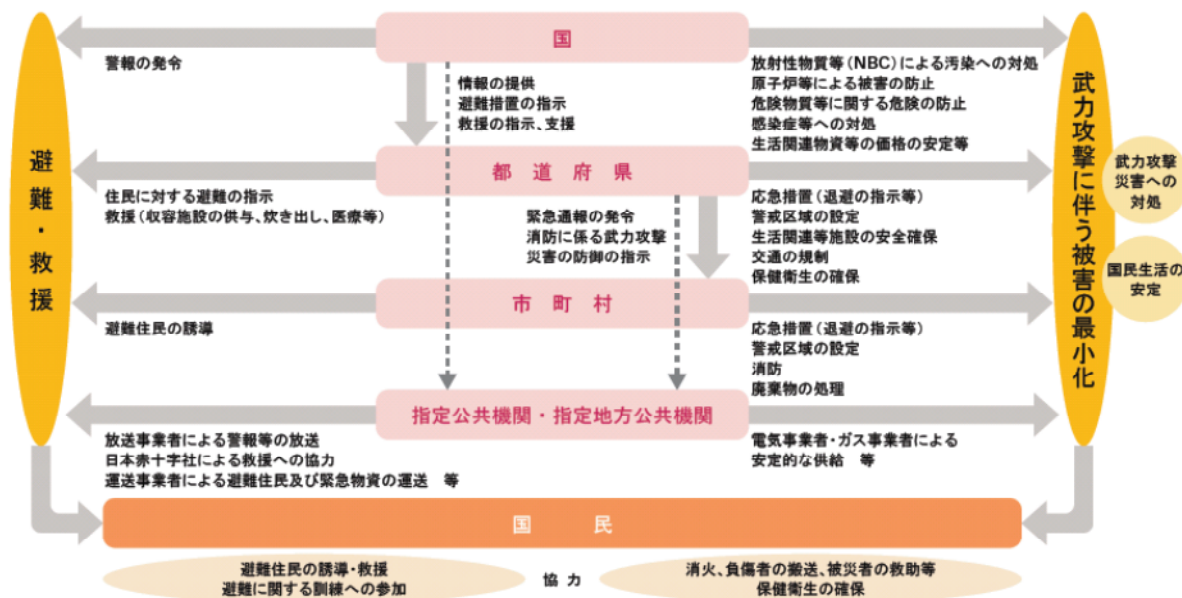 国
警報の発令
情報の提供
避難措置の指示
救援の指示、支援
放射性物質等(NBC)による汚染への対処
原子炉等による被害の防止
危険物質等に関する危険の防止
感染症等への対処
生活関連物資等の価格の安定等
避難・救援
武力攻撃に伴う被害の最小化
武力攻撃
災害への
対処
国民生活の
安定
都道府県
住民に対する避難の指示
救援(収容施設の供与、炊き出し、医療等)
緊急通報の発令
消防に係る武力攻撃
災害の防御の指示
応急措置(退避の指示等)
警戒区域の設定
生活関連等施設の安全確保
交通の規制
保健衛生の確保
市町村
避難住民の誘導
応急措置(退避の指示等)
警戒区域の設定
消防
廃棄物の処理
指定公共機関・指定地方公共機関
放送事業者による警報等の放送
日本赤十字社による救援への協力
運送事業者による避難住民及び緊急物資の運送 等
電気事業者・ガス事業者による
安定的な供給 等
国民
避難住民の誘導・救援
避難に関する訓練への参加
協力
消火、負傷者の搬送、被災者の救助等
保健衛生の確保